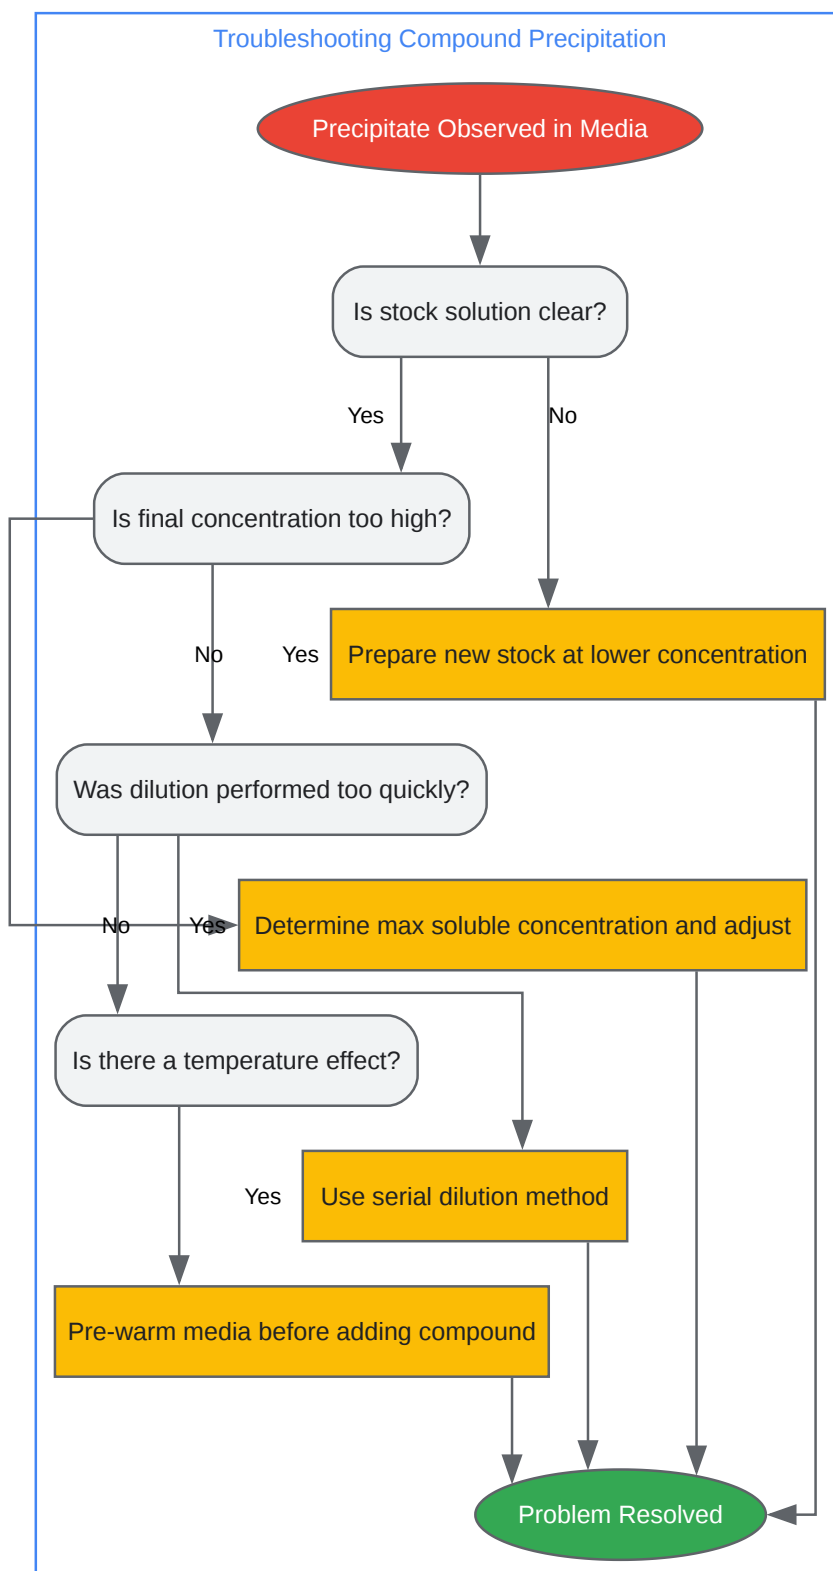 Troubleshooting Compound Precipitation
Precipitate Observed in Media
Is stock solution clear?
Yes
No
Is final concentration too high?
No
Yes
Prepare new stock at lower concentration
Was dilution performed too quickly?
No
Yes
Determine max soluble concentration and adjust
Is there a temperature effect?
Yes
Use serial dilution method
Pre-warm media before adding compound
Problem Resolved